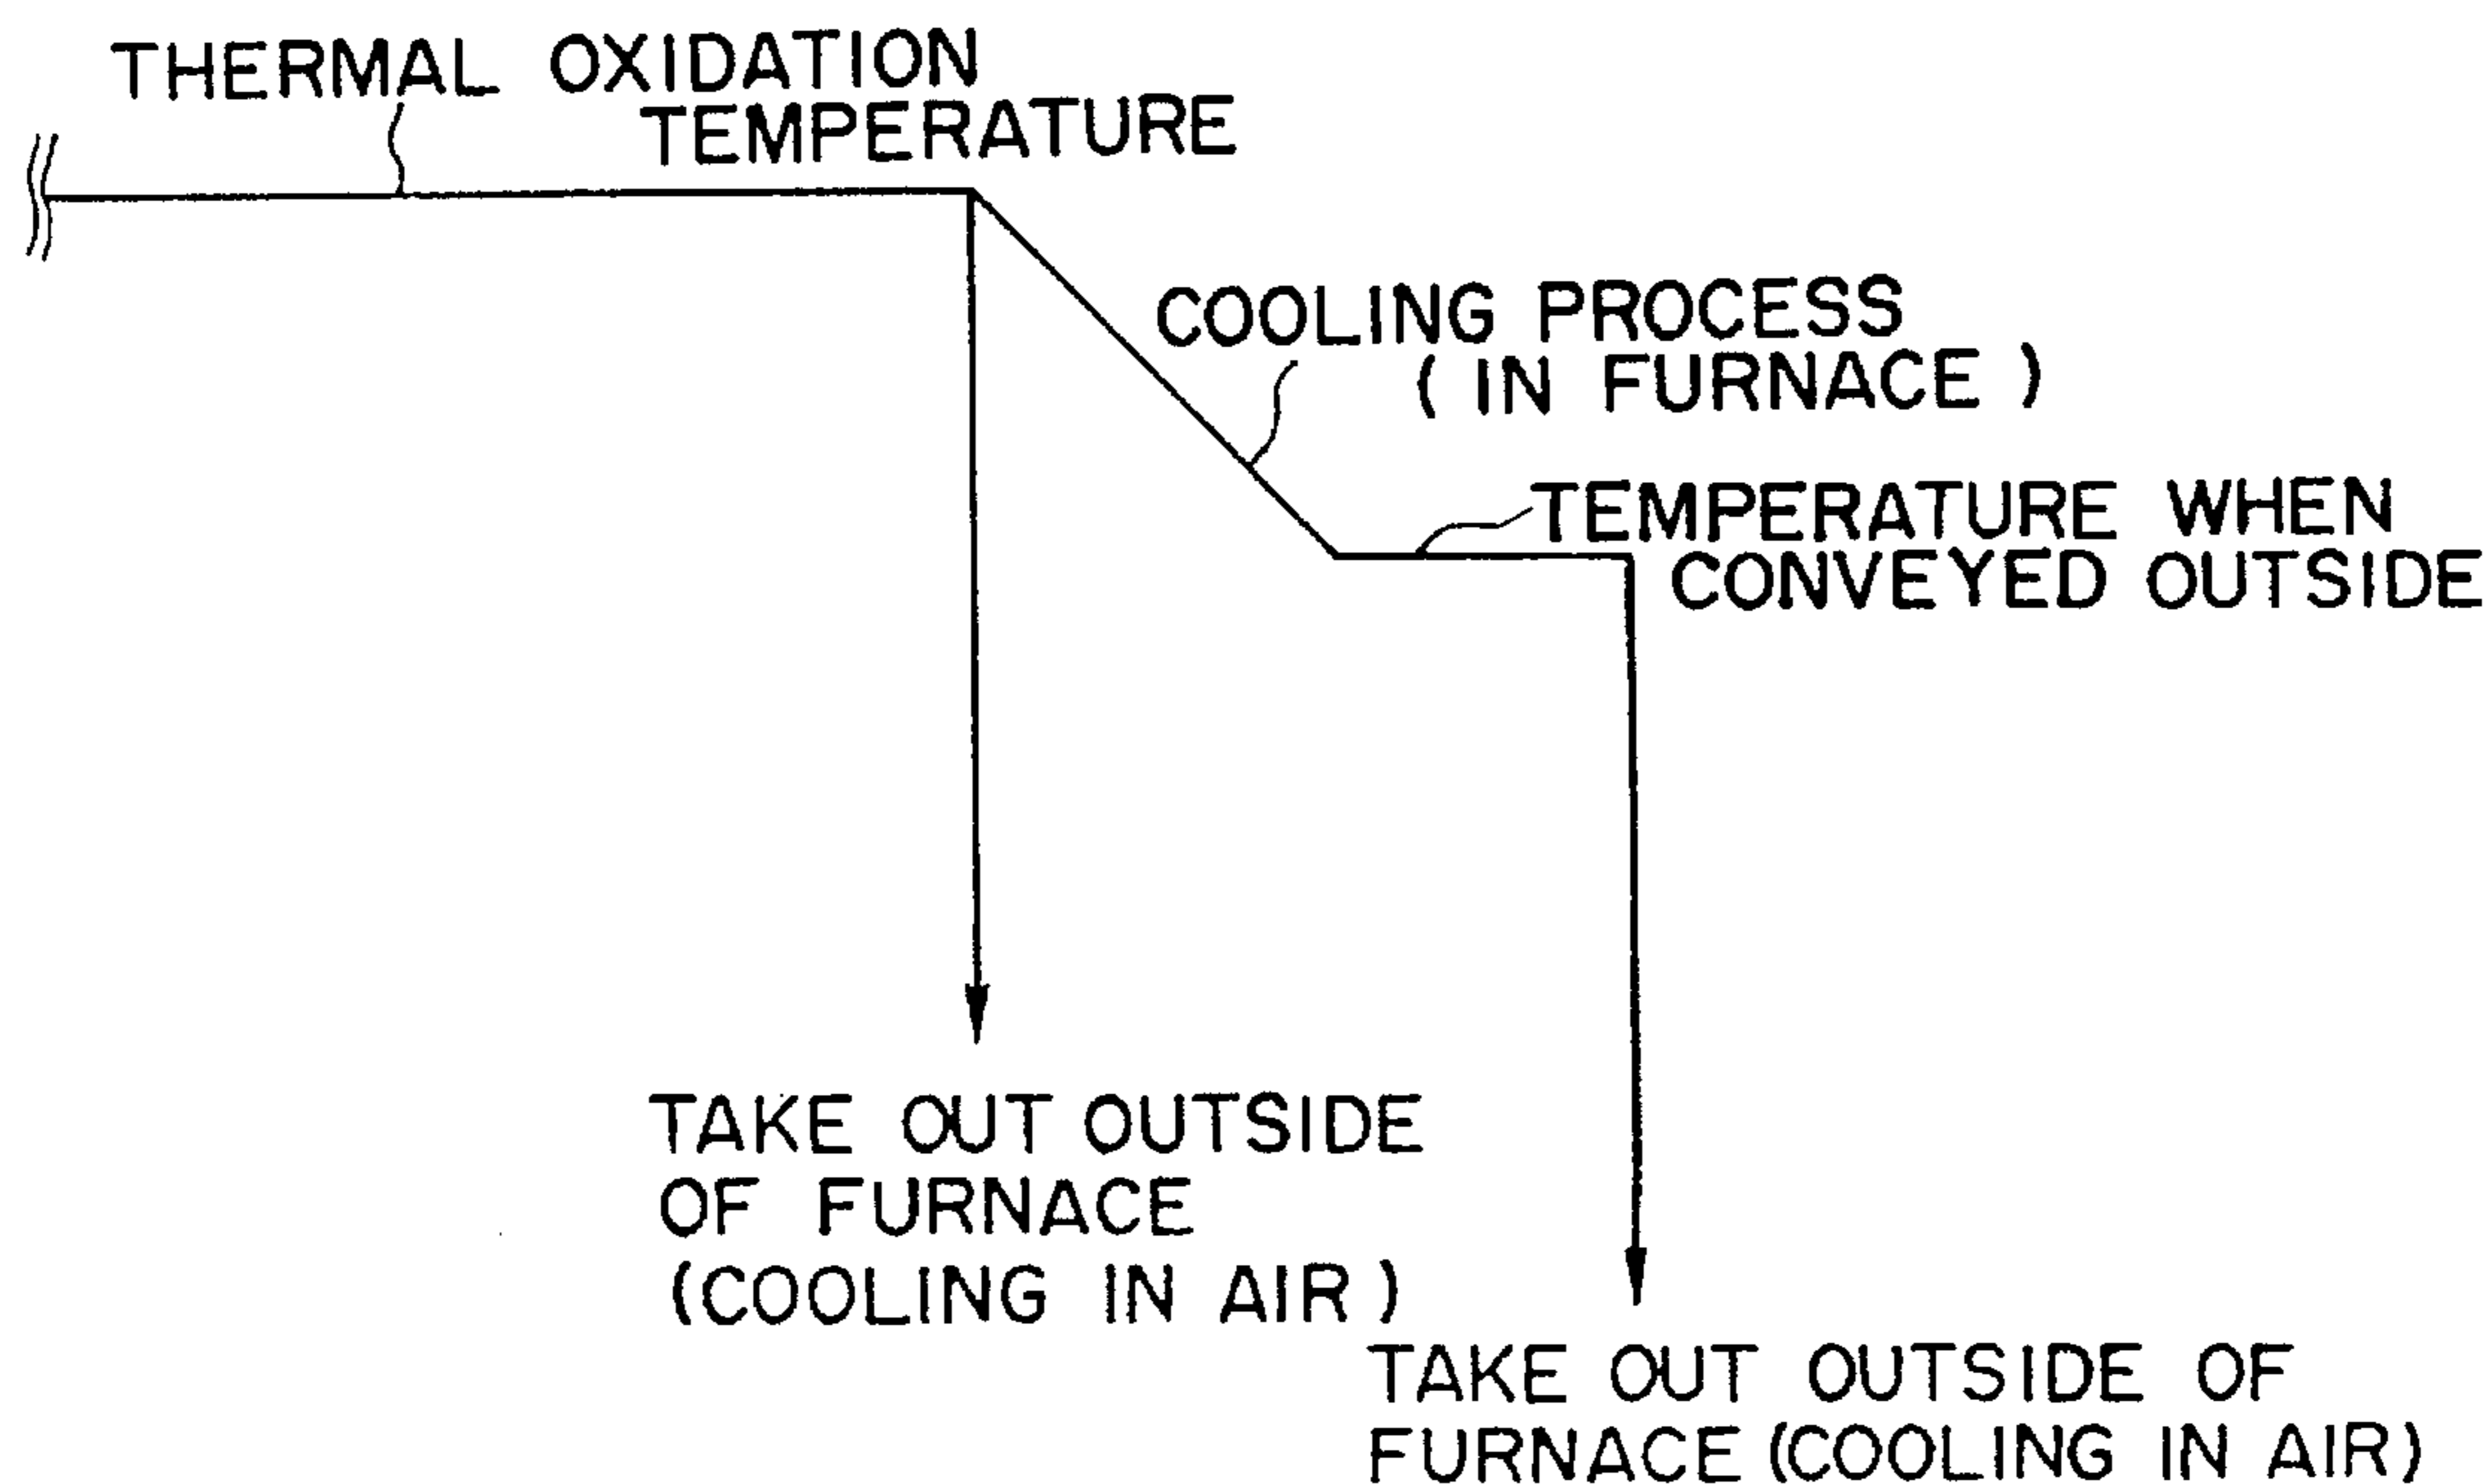 THERMAL OXIDATION
TEMPERATURE
COOLING PROCESS
( IN FURNACE )
TEMPERATURE WHEN
CONVEYED OUTSIDE
TAKE OUT OUTSIDE
OF FURNACE
(COOLING IN AIR)
TAKE OUT OUTSIDE OF
FURNACE (COOLING IN AIR)